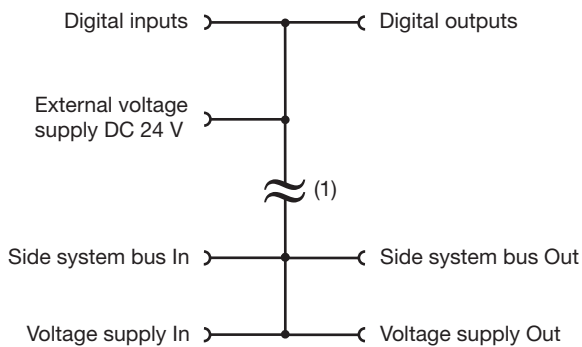 Digital inputs
Digital outputs
External voltage
supply DC 24 V
(1)
Side system bus In
Side system bus Out
Voltage supply In
Voltage supply Out